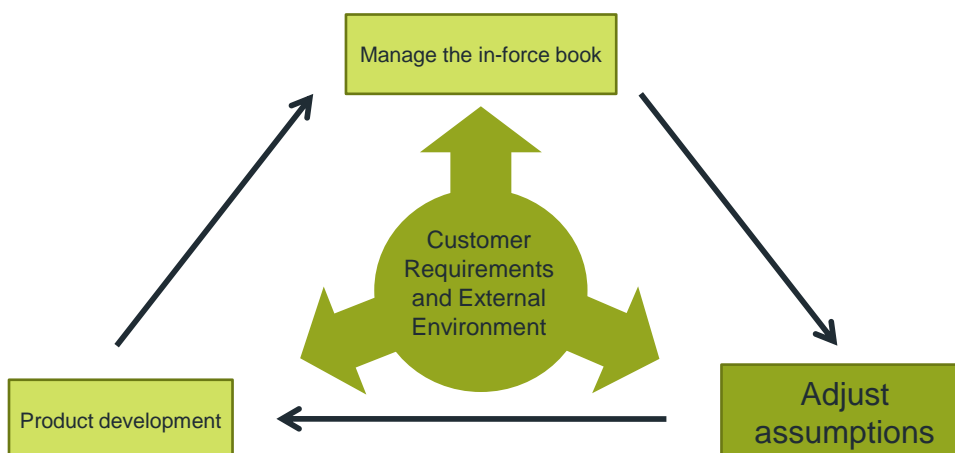 Manage the in-force book
Customer
Requirements
and External
Environment
Product development
Adjust
assumptions